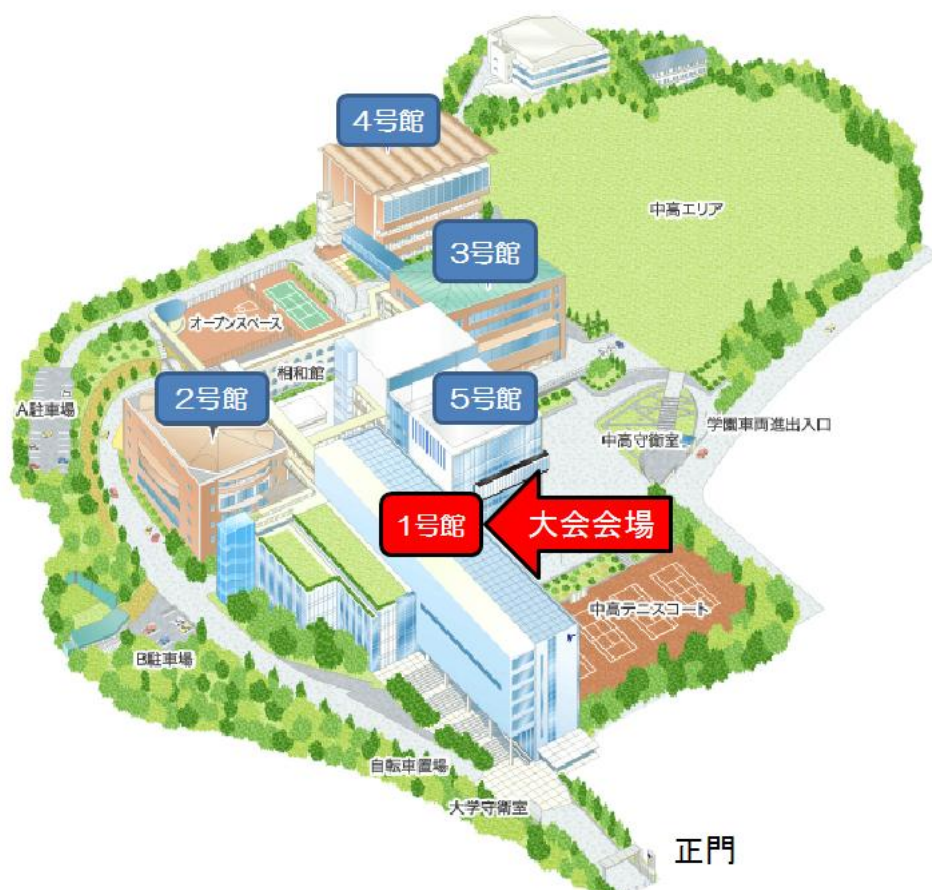 4号館
中高エリア
3号館
オープンスペース
相和館
2号館
5号館
A駐車場
学園車両進出入口
中高守衛室
1号館
大会会場
中高テニスコート
B駐車場
自転車置場
大学守衛室
正門